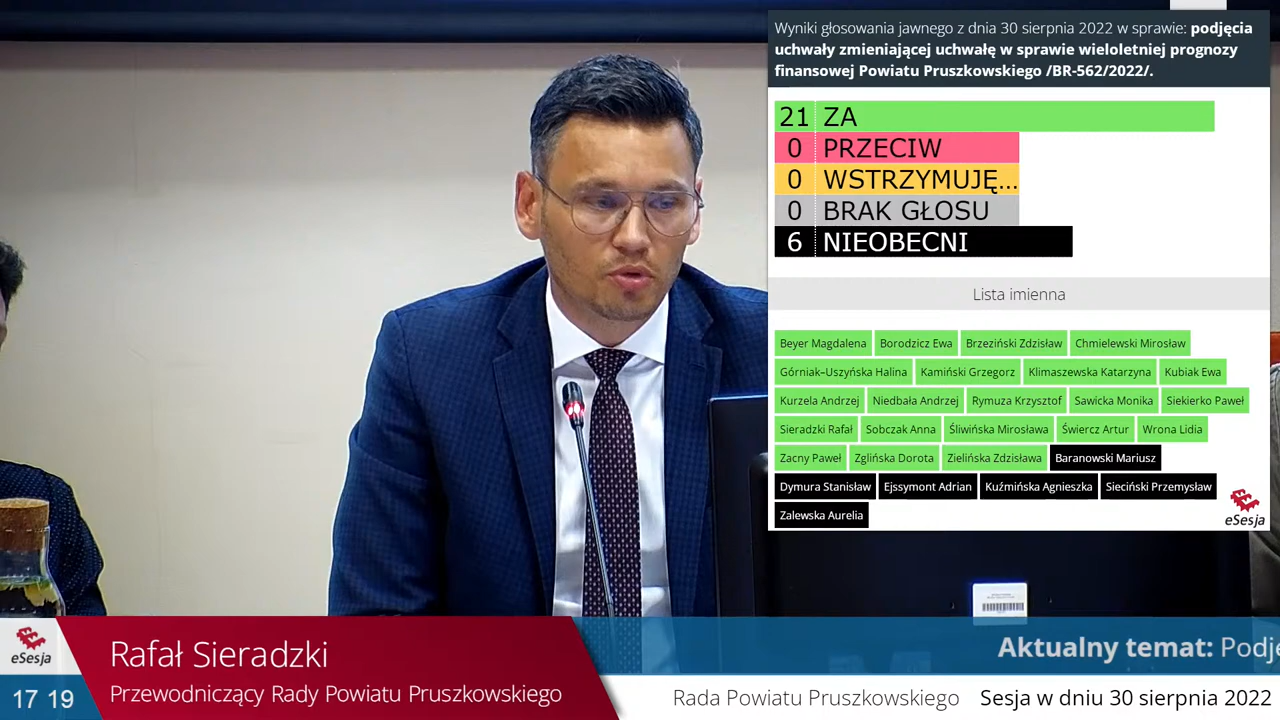 Wyniki głosowania jawnego z dnia 30 sierpnia 2022 w sprawie: podjęcia
uchwały zmieniającej uchwałę w sprawie wieloletniej prognozy
finansowej Powiatu Pruszkowskiego /BR-562/2022/.
21 ZA
0 PRZECIW
0 WSTRZYMUJĘ...
0 BRAK GŁOSU
6 NIEOBECNI
Lista imienna
Beyer Magdalena Borodzicz Ewa Brzeziński Zdzisław Chmielewski Mirosław
Górniak–Uszyńska Halina Kamiński Grzegorz Klimaszewska Katarzyna Kubiak Ewa
Kurzela Andrzej Niedbała Andrzej Rymuza Krzysztof Sawicka Monika Siekierko Paweł
Sieradzki Rafał Sobczak Anna Śliwińska Mirosława Świercz Artur Wrona Lidia
Zacny Paweł Zglińska Dorota Zielińska Zdzisława Baranowski Mariusz
Dymura Stanisław Ejssymont Adrian Kuźmińska Agnieszka Sieciński Przemysław
Zalewska Aurelia
eSesja
eSesja
Rafał Sieradzki
Przewodniczący Rady Powiatu Pruszkowskiego
Aktualny temat: Podję
17 19
Rada Powiatu Pruszkowskiego Sesja w dniu 30 sierpnia 2022